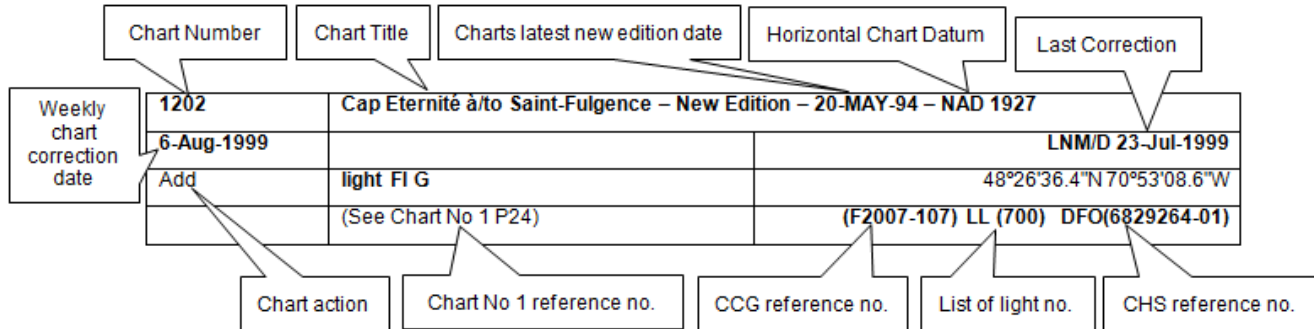 Chart Number
Chart Title
Charts latest new edition date
Horizontal Chart Datum
Last Correction
Weekly
chart
correction
date
1202
Cap Eternité à/to Saint-Fulgence – New Edition – 20-MAY-94 – NAD 1927
6-Aug-1999
LNM/D 23-Jul-1999
Add
light Fl G
48º26'36.4"N 70º53'08.6"W
(See Chart No 1 P24)
(F2007-107) LL (700) DFO(6829264-01)
Chart action
Chart No 1 reference no.
CCG reference no.
List of light no.
CHS reference no.